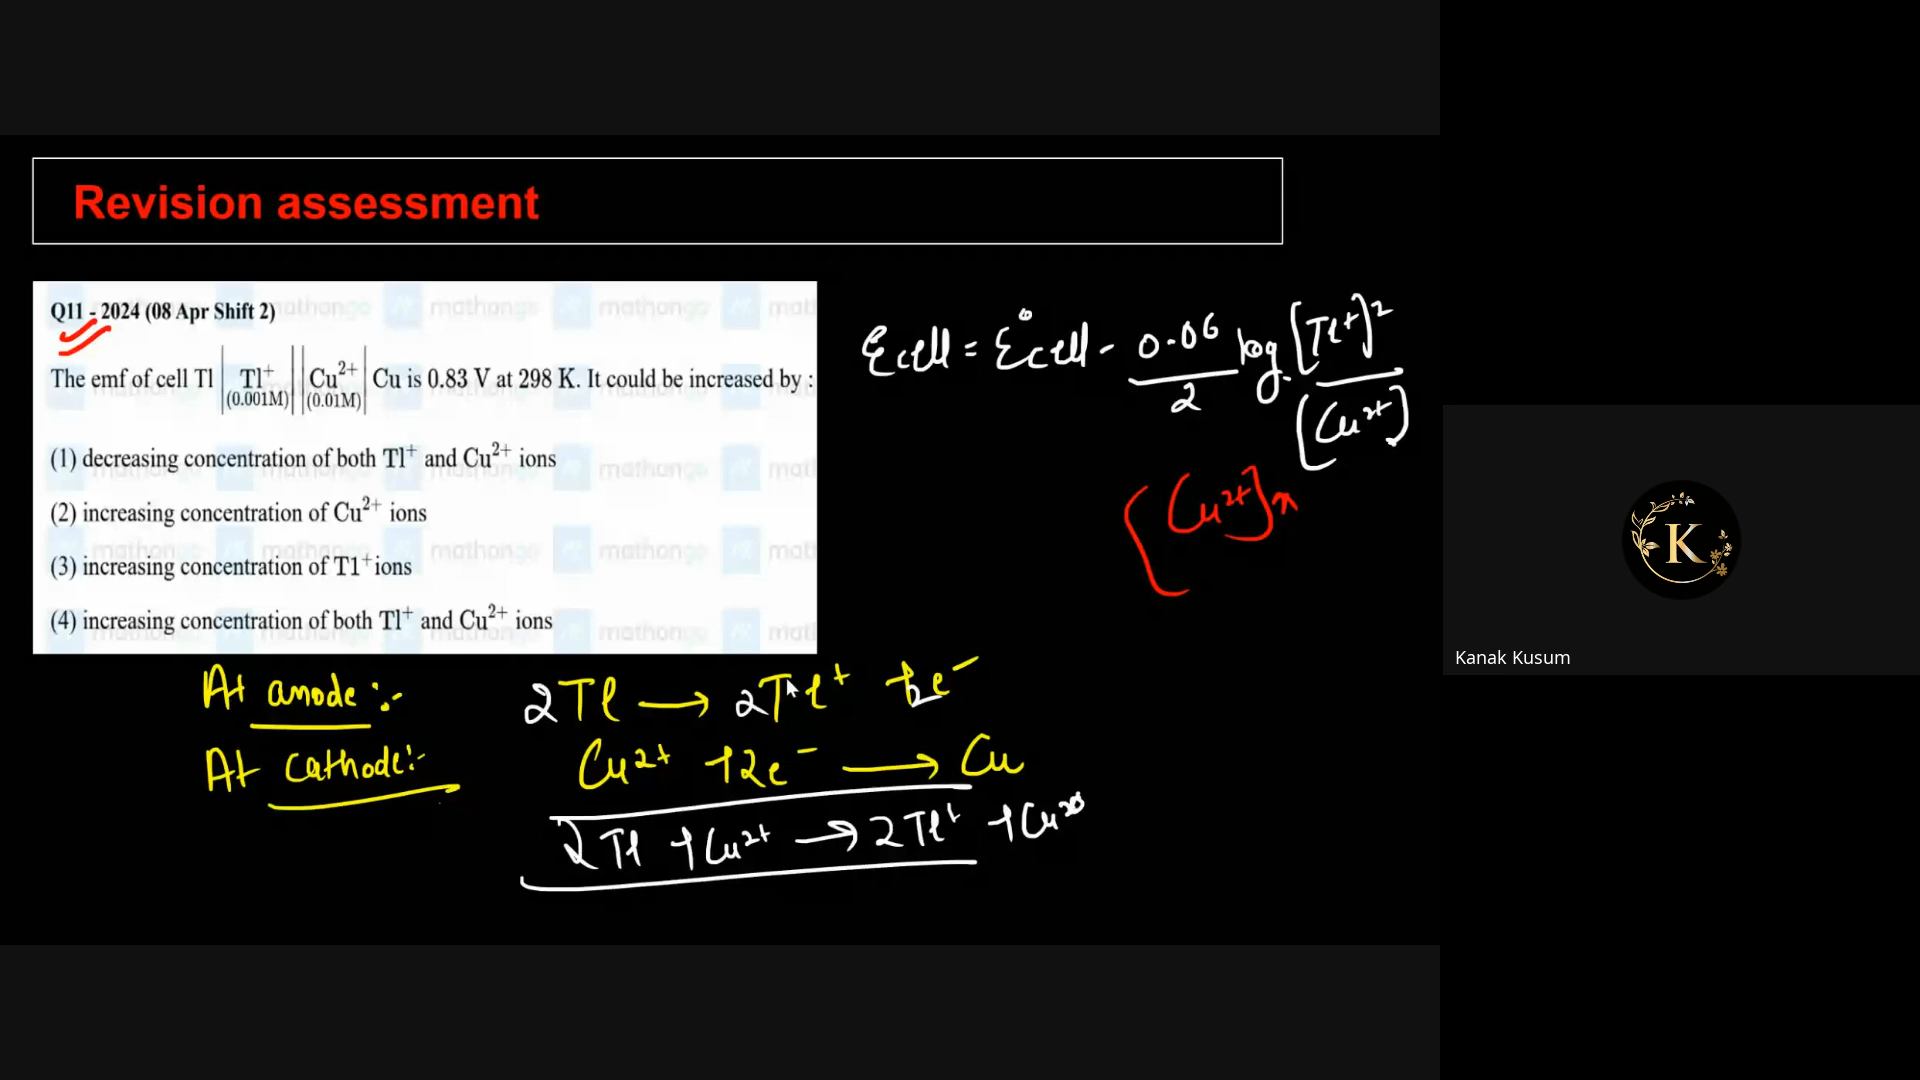 Revision assessment
Q11 - 2024 (08 Apr Shift 2)
The emf of cell Tl | Tl⁺ (0.001M) || Cu²⁺ (0.01M) | Cu is 0.83 V at 298 K. It could be increased by :
(1) decreasing concentration of both Tl⁺ and Cu²⁺ ions
(2) increasing concentration of Cu²⁺ ions
(3) increasing concentration of T1⁺ ions
(4) increasing concentration of both Tl⁺ and Cu²⁺ ions
Ecell = E°cell - 0.06/2 log [Tl⁺]²/[Cu²⁺]
[Cu²⁺]
At anode :- 2Tl → 2Tl⁺ + 2e⁻
At cathode :- Cu²⁺ + 2e⁻ → Cu
2Tl + Cu²⁺ → 2Tl⁺ + Cu
K
Kanak Kusum
mathongo